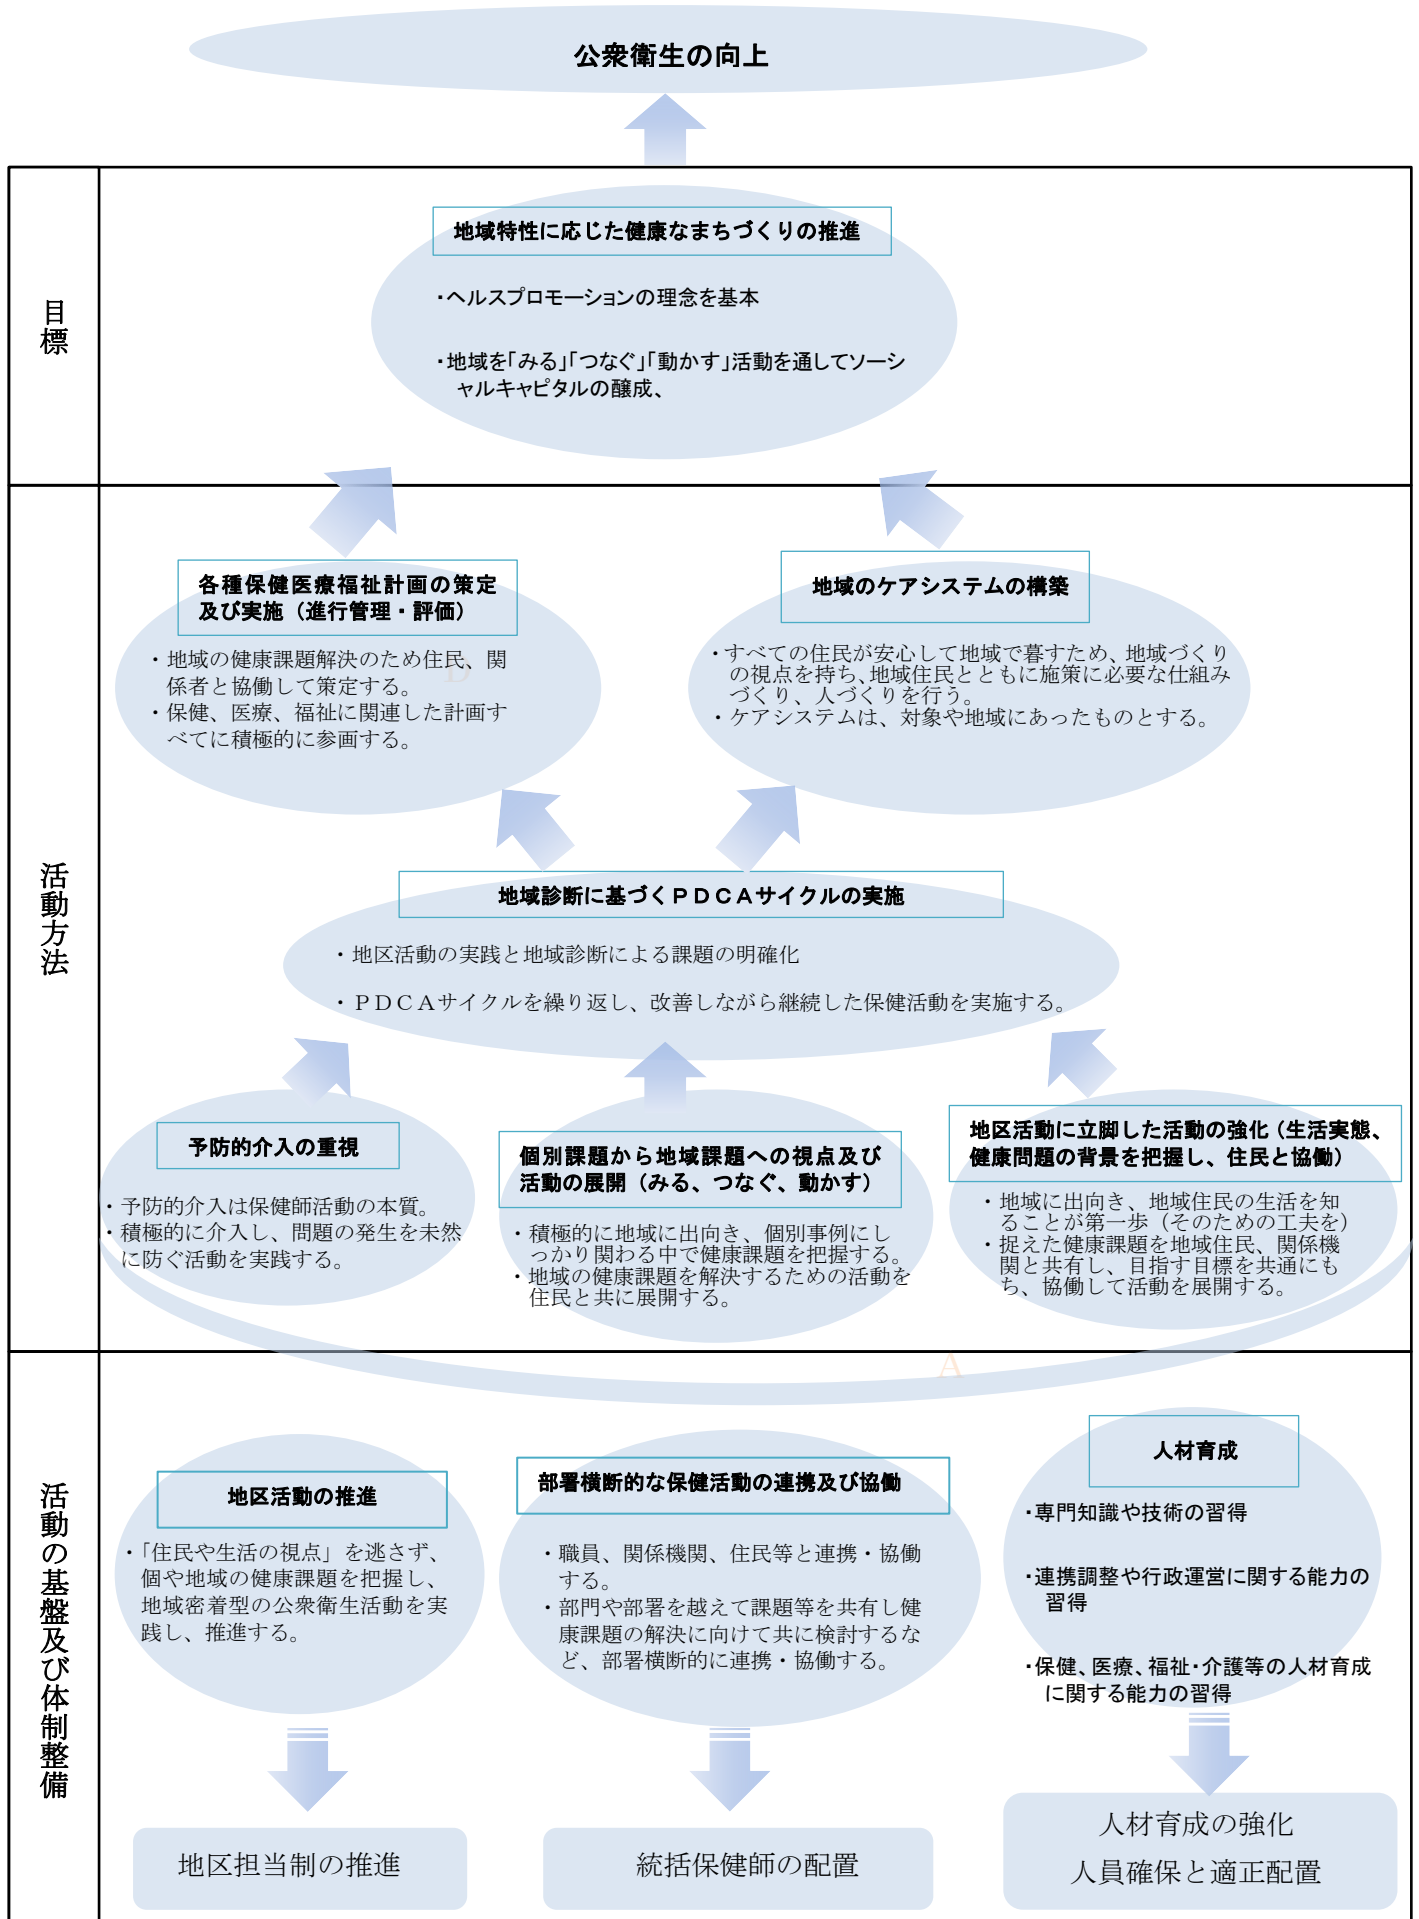 公衆衛生の向上
目標
地域特性に応じた健康なまちづくりの推進
・ヘルスプロモーションの理念を基本
・地域を「みる」「つなぐ」「動かす」活動を通してソーシ
ャルキャピタルの醸成、
活動方法
各種保健医療福祉計画の策定
及び実施（進行管理・評価）
・地域の健康課題解決のため住民、関
係者と協働して策定する。
・保健、医療、福祉に関連した計画す
べてに積極的に参画する。
D
地域のケアシステムの構築
・すべての住民が安心して地域で暮すため、地域づくり
の視点を持ち、地域住民とともに施策に必要な仕組み
づくり、人づくりを行う。
・ケアシステムは、対象や地域にあったものとする。
地域診断に基づくＰＤＣＡサイクルの実施
・地区活動の実践と地域診断による課題の明確化
・ＰＤＣＡサイクルを繰り返し、改善しながら継続した保健活動を実施する。
予防的介入の重視
・予防的介入は保健師活動の本質。
・積極的に介入し、問題の発生を未然
に防ぐ活動を実践する。
個別課題から地域課題への視点及び
活動の展開（みる、つなぐ、動かす）
・積極的に地域に出向き、個別事例にし
っかり関わる中で健康課題を把握する。
・地域の健康課題を解決するための活動を
住民と共に展開する。
地区活動に立脚した活動の強化（生活実態、
健康問題の背景を把握し、住民と協働）
・地域に出向き、地域住民の生活を知
ることが第一歩（そのための工夫を）
・捉えた健康課題を地域住民、関係機
関と共有し、目指す目標を共通にも
ち、協働して活動を展開する。
A
活動の基盤及び体制整備
地区活動の推進
・「住民や生活の視点」を逃さず、
個や地域の健康課題を把握し、
地域密着型の公衆衛生活動を実
践し、推進する。
部署横断的な保健活動の連携及び協働
・職員、関係機関、住民等と連携・協働
する。
・部門や部署を越えて課題等を共有し健
康課題の解決に向けて共に検討するな
ど、部署横断的に連携・協働する。
人材育成
・専門知識や技術の習得
・連携調整や行政運営に関する能力の
習得
・保健、医療、福祉・介護等の人材育成
に関する能力の習得
地区担当制の推進
統括保健師の配置
人材育成の強化
人員確保と適正配置